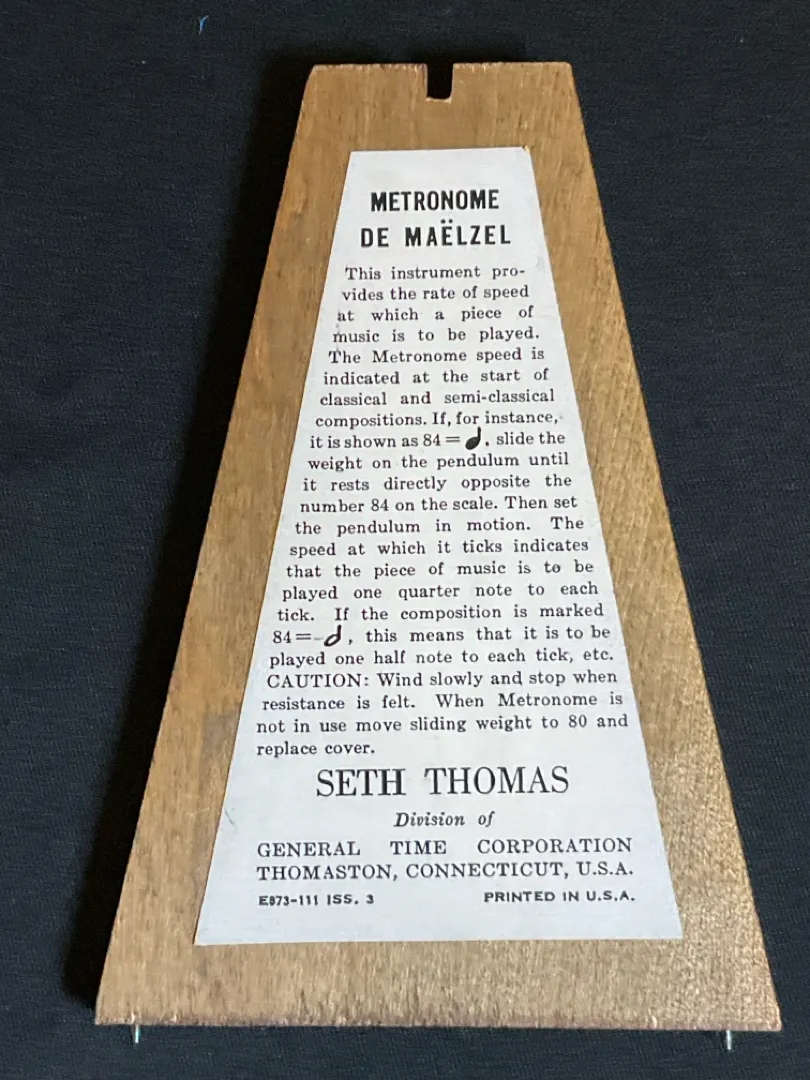 METRONOME
DE MAËLZEL
This instrument pro-
vides the rate of speed
at which a piece of
music is to be played.
The Metronome speed is
indicated at the start of
classical and semi-classical
compositions. If, for instance,
it is shown as 84 = 𝅘𝅥 . slide the
weight on the pendulum until
it rests directly opposite the
number 84 on the scale. Then set
the pendulum in motion. The
speed at which it ticks indicates
that the piece of music is to be
played one quarter note to each
tick. If the composition is marked
84 = 𝅗𝅥 , this means that it is to be
played one half note to each tick, etc.
CAUTION: Wind slowly and stop when
resistance is felt. When Metronome is
not in use move sliding weight to 80 and
replace cover.
SETH THOMAS
Division of
GENERAL TIME CORPORATION
THOMASTON, CONNECTICUT, U.S.A.
E873-111 ISS. 3 PRINTED IN U.S.A.